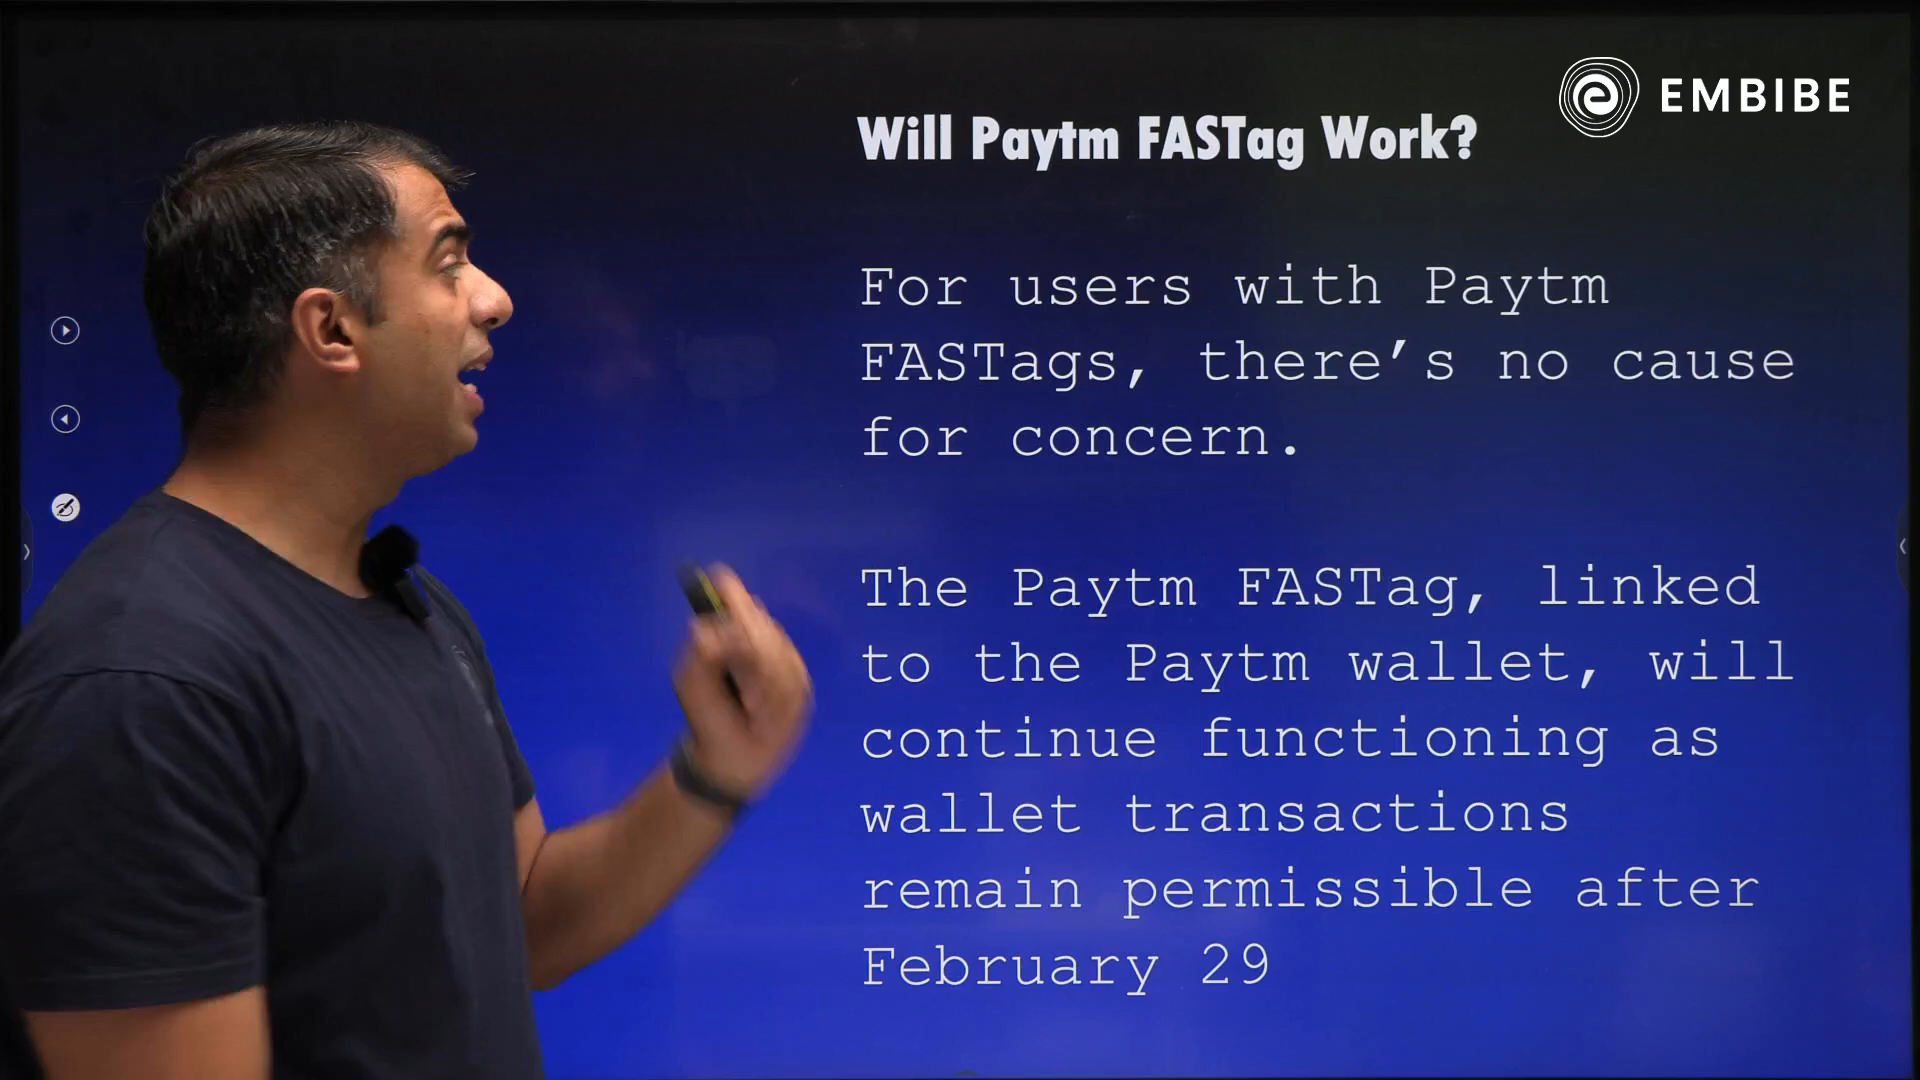 EMBIBE
Will Paytm FASTag Work?
For users with Paytm
FASTags, there’s no cause
for concern.
The Paytm FASTag, linked
to the Paytm wallet, will
continue functioning as
wallet transactions
remain permissible after
February 29